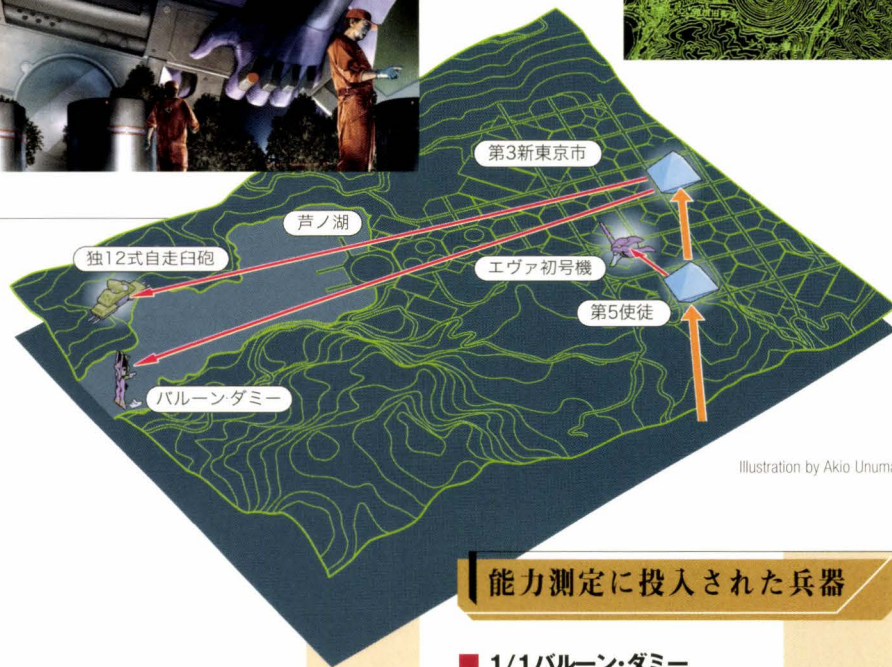 第3新東京市
芦ノ湖
独12式自走臼砲
エヴァ初号機
第5使徒
バルーン・ダミー
Illustration by Akio Unuma
能力測定に投入された兵器
■ 1/1バルーン・ダミー